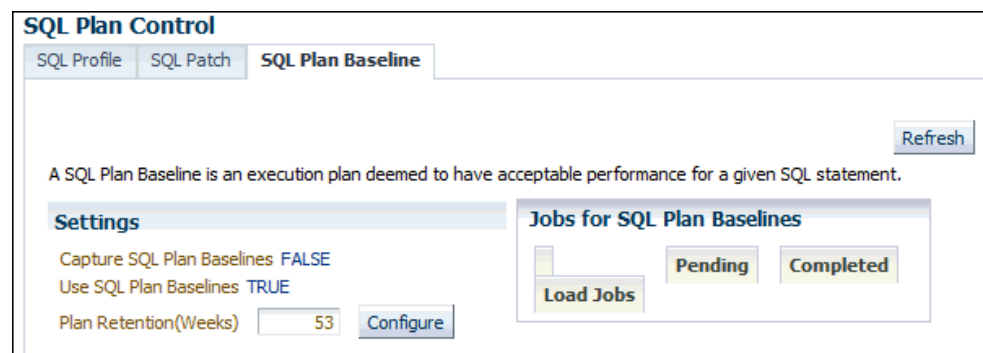 SQL Plan Control
SQL Profile SQL Patch SQL Plan Baseline
Refresh
A SQL Plan Baseline is an execution plan deemed to have acceptable performance for a given SQL statement.
Settings
Capture SQL Plan Baselines FALSE
Use SQL Plan Baselines TRUE
Plan Retention(Weeks) 53 Configure
Jobs for SQL Plan Baselines
Pending Completed
Load Jobs